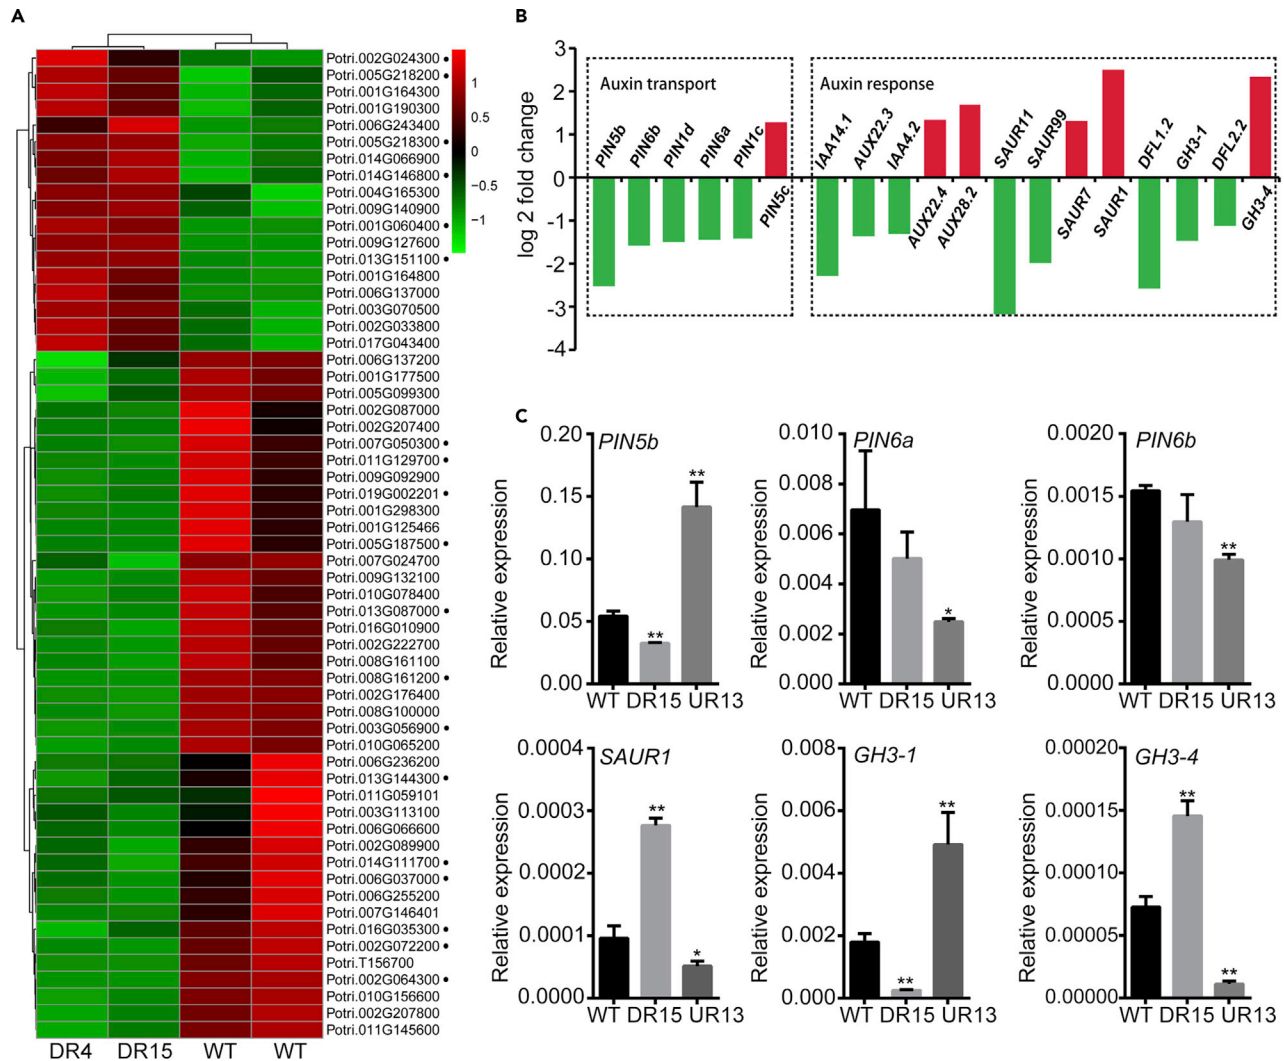 A
Potri.002G024300 •
Potri.005G218200 •
Potri.001G164300
Potri.001G190300
Potri.006G243400
Potri.005G218300 •
Potri.014G066900
Potri.014G146800 •
Potri.004G165300
Potri.009G140900
Potri.001G060400 •
Potri.009G127600
Potri.013G151100 •
Potri.001G164800
Potri.006G137000
Potri.003G070500
Potri.002G033800
Potri.017G043400
Potri.006G137200
Potri.001G177500
Potri.005G099300
Potri.002G087000
Potri.002G207400
Potri.007G050300 •
Potri.011G129700 •
Potri.009G092900
Potri.019G002201 •
Potri.001G298300
Potri.001G125466
Potri.005G187500 •
Potri.007G024700
Potri.009G132100
Potri.010G078400
Potri.013G087000 •
Potri.016G010900
Potri.002G222700
Potri.008G161100
Potri.008G161200 •
Potri.002G176400
Potri.008G100000
Potri.003G056900 •
Potri.010G065200
Potri.006G236200
Potri.013G144300 •
Potri.011G059101
Potri.003G113100
Potri.006G066600
Potri.002G089900
Potri.014G111700 •
Potri.006G037000 •
Potri.006G255200
Potri.007G146401
Potri.016G035300 •
Potri.002G072200 •
Potri.T156700
Potri.002G064300 •
Potri.010G156600
Potri.002G207800
Potri.011G145600
DR4 DR15 WT WT
1
0.5
0
−0.5
−1
B
log 2 fold change
3
2
1
0
-1
-2
-3
-4
Auxin transport
PIN5b
PIN6b
PIN1d
PIN6a
PIN1c
PIN5c
Auxin response
IAA14.1
AUX22.3
IAA4.2
AUX22.4
AUX28.2
SAUR11
SAUR99
SAUR7
SAUR1
DFL1.2
GH3-1
DFL2.2
GH3-4
C
PIN5b
Relative expression
0.20
0.15
0.10
0.05
0.00
**
**
WT DR15 UR13
PIN6a
Relative expression
0.010
0.008
0.006
0.004
0.002
0.000
*
WT DR15 UR13
PIN6b
Relative expression
0.0020
0.0015
0.0010
0.0005
0.0000
**
WT DR15 UR13
SAUR1
Relative expression
0.0004
0.0003
0.0002
0.0001
0.0000
**
*
WT DR15 UR13
GH3-1
Relative expression
0.008
0.006
0.004
0.002
0.000
**
**
WT DR15 UR13
GH3-4
Relative expression
0.00020
0.00015
0.00010
0.00005
0.00000
**
**
WT DR15 UR13